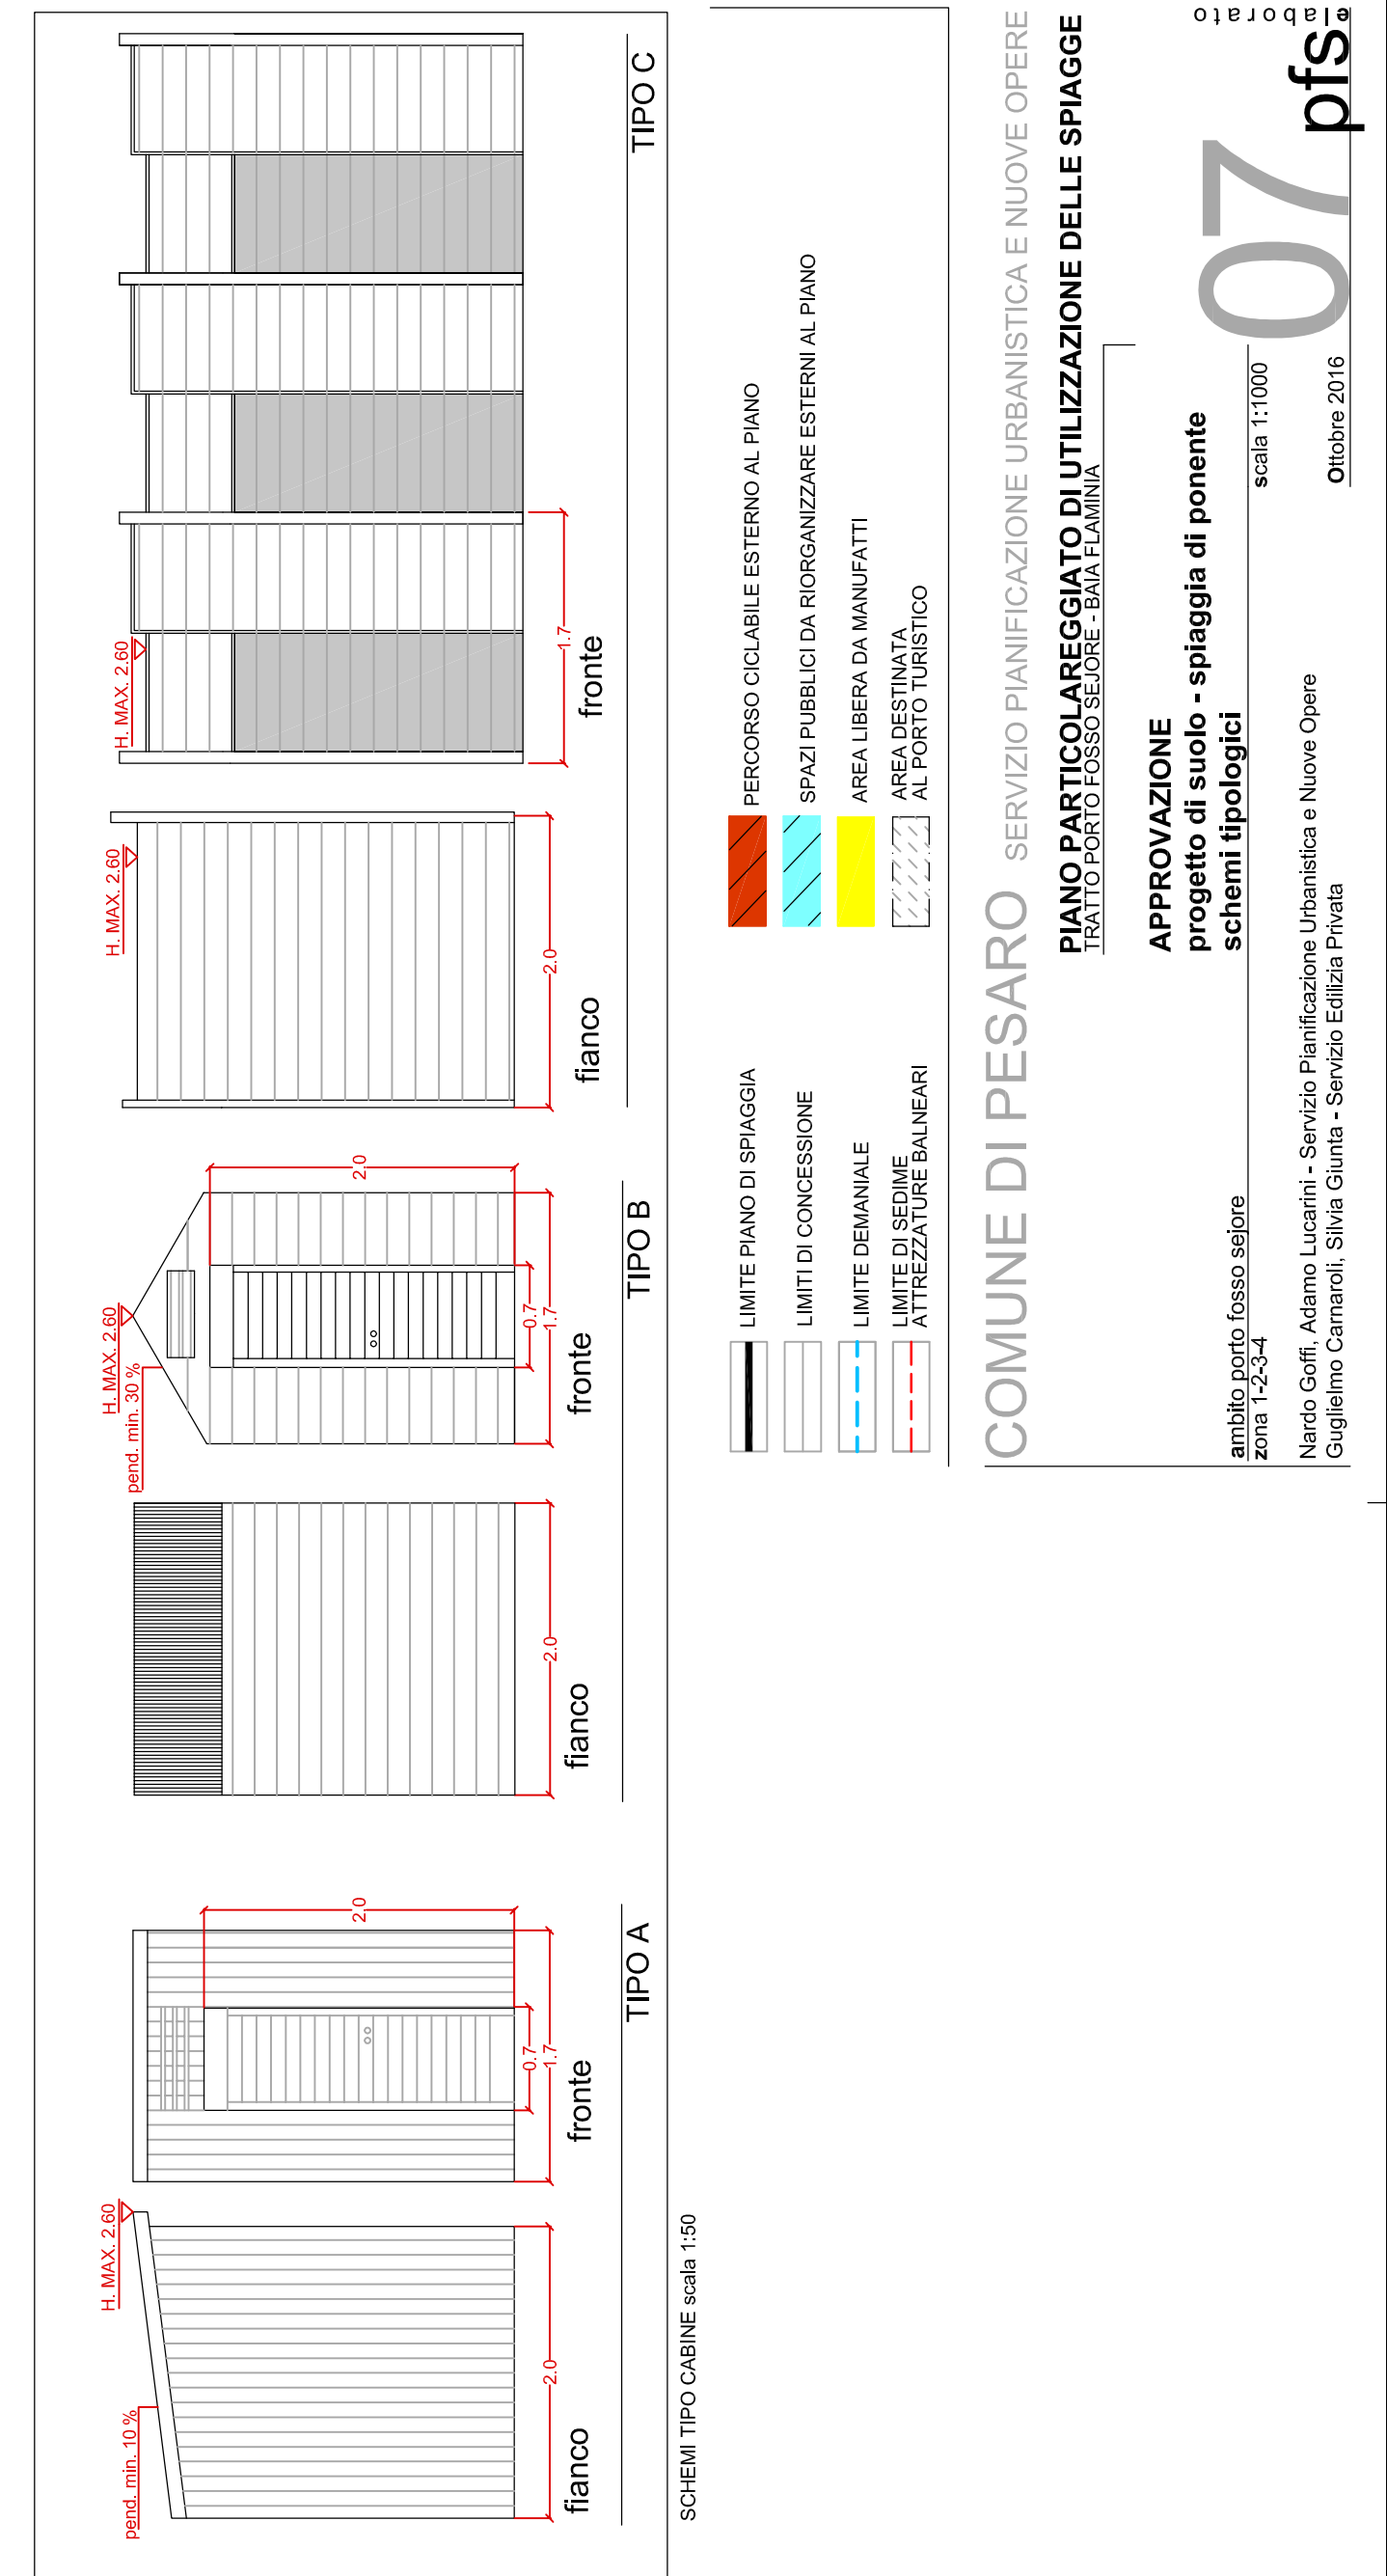 pend. min. 10 %
H. MAX. 2.60
2.0
fianco
2.0
0.7
1.7
fronte
TIPO A
2.0
fianco
H. MAX. 2.60
pend. min. 30 %
2.0
0.7
1.7
fronte
TIPO B
H. MAX. 2.60
2.0
fianco
H. MAX. 2.60
1.7
fronte
TIPO C
SCHEMI TIPO CABINE scala 1:50
LIMITE PIANO DI SPIAGGIA
LIMITI DI CONCESSIONE
LIMITE DEMANIALE
LIMITE DI SEDIME
ATTREZZATURE BALNEARI
PERCORSO CICLABILE ESTERNO AL PIANO
SPAZI PUBBLICI DA RIORGANIZZARE ESTERNI AL PIANO
AREA LIBERA DA MANUFATTI
AREA DESTINATA
AL PORTO TURISTICO
COMUNE DI PESARO SERVIZIO PIANIFICAZIONE URBANISTICA E NUOVE OPERE
PIANO PARTICOLAREGGIATO DI UTILIZZAZIONE DELLE SPIAGGE
TRATTO PORTO FOSSO SEJORE - BAIA FLAMINIA
APPROVAZIONE
progetto di suolo - spiaggia di ponente
schemi tipologici
ambito porto fosso sejore
zona 1-2-3-4
scala 1:1000
Nardo Goffi, Adamo Lucarini - Servizio Pianificazione Urbanistica e Nuove Opere
Guglielmo Carnaroli, Silvia Giunta - Servizio Edilizia Privata
Ottobre 2016
07
pfs
elaborato